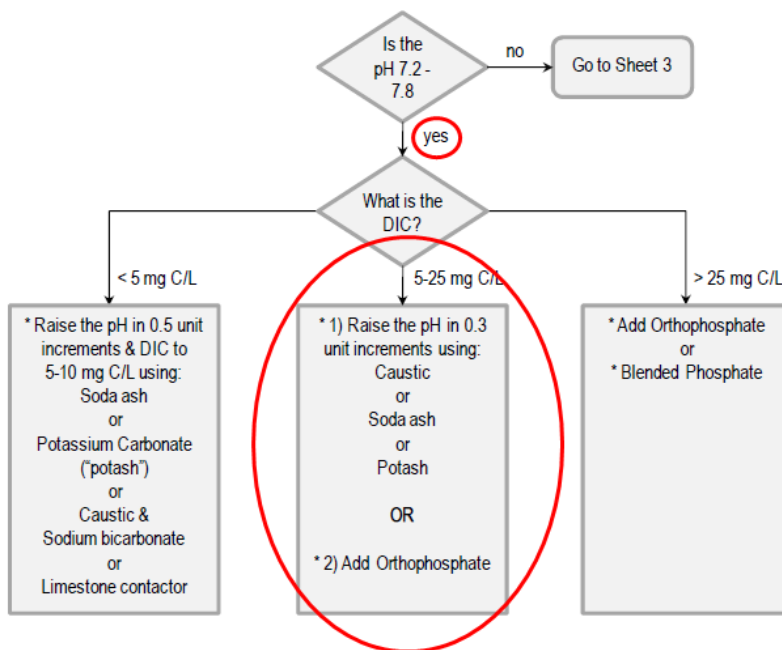 Is the
pH 7.2 -
7.8
no
Go to Sheet 3
yes
What is the
DIC?
< 5 mg C/L
5-25 mg C/L
> 25 mg C/L
* Raise the pH in 0.5 unit
increments & DIC to
5-10 mg C/L using:
Soda ash
or
Potassium Carbonate
("potash")
or
Caustic &
Sodium bicarbonate
or
Limestone contactor
* 1) Raise the pH in 0.3
unit increments using:
Caustic
or
Soda ash
or
Potash
OR
* 2) Add Orthophosphate
* Add Orthophosphate
or
* Blended Phosphate